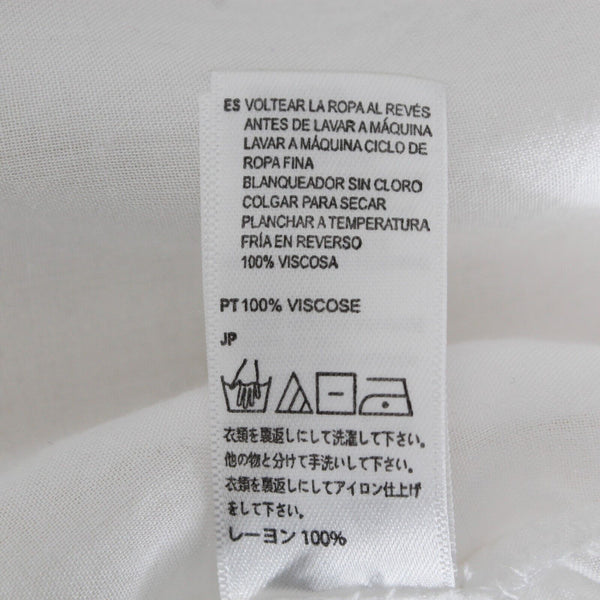 ES VOLTEAR LA ROPA AL REVÉS
ANTES DE LAVAR A MÁQUINA
LAVAR A MÁQUINA CICLO DE
ROPA FINA
BLANQUEADOR SIN CLORO
COLGAR PARA SECAR
PLANCHAR A TEMPERATURA
FRÍA EN REVERSO
100% VISCOSA
PT 100% VISCOSE
JP
衣類を裏返しにして洗濯して下さい。
他の物と分けて手洗いして下さい。
衣類を裏返しにしてアイロン仕上げ
をして下さい。
レーヨン 100%